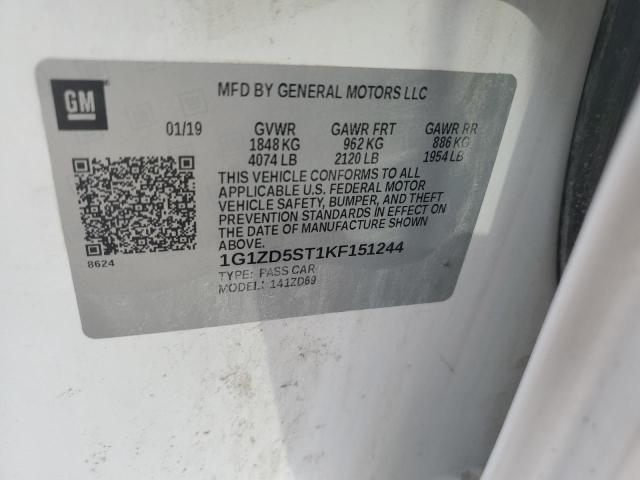 GM
MFD BY GENERAL MOTORS LLC
01/19 GVWR GAWR FRT GAWR RR
1848 KG 962 KG 886 KG
4074 LB 2120 LB 1954 LB
THIS VEHICLE CONFORMS TO ALL
APPLICABLE U.S. FEDERAL MOTOR
VEHICLE SAFETY, BUMPER, AND THEFT
PREVENTION STANDARDS IN EFFECT ON
THE DATE OF MANUFACTURE SHOWN
ABOVE.
8624
1G1ZD5ST1KF151244
TYPE: PASS CAR
MODEL: 141ZD69